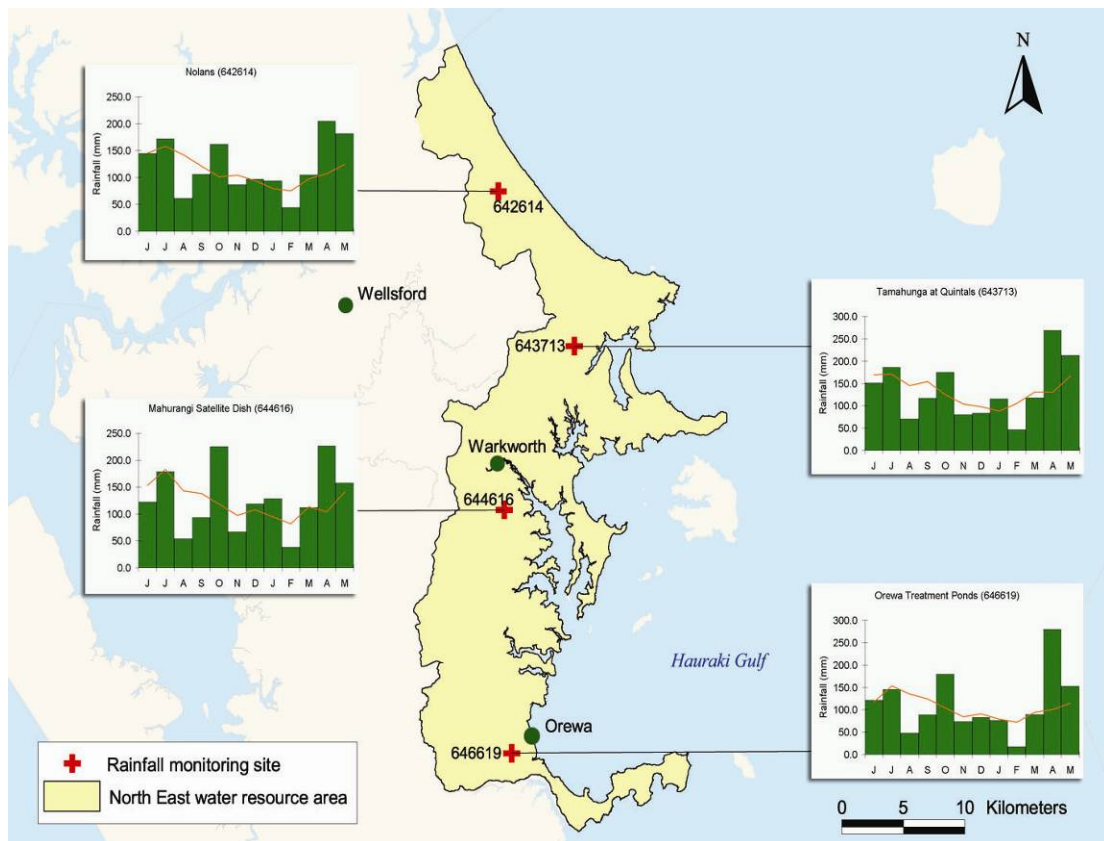 N
Nolans (642614)
Rainfall (mm)
250.0
200.0
150.0
100.0
50.0
0.0
J J A S O N D J F M A M
642614
Wellsford
Tamahunga at Quintals (643713)
Rainfall (mm)
300.0
250.0
200.0
150.0
100.0
50.0
0.0
J J A S O N D J F M A M
643713
Mahurangi Satellite Dish (644616)
Rainfall (mm)
250.0
200.0
150.0
100.0
50.0
0.0
J J A S O N D J F M A M
Warkworth
644616
Orewa Treatment Ponds (646619)
Rainfall (mm)
300.0
250.0
200.0
150.0
100.0
50.0
0.0
J J A S O N D J F M A M
Hauraki Gulf
Orewa
646619
Rainfall monitoring site
North East water resource area
0 5 10 Kilometers